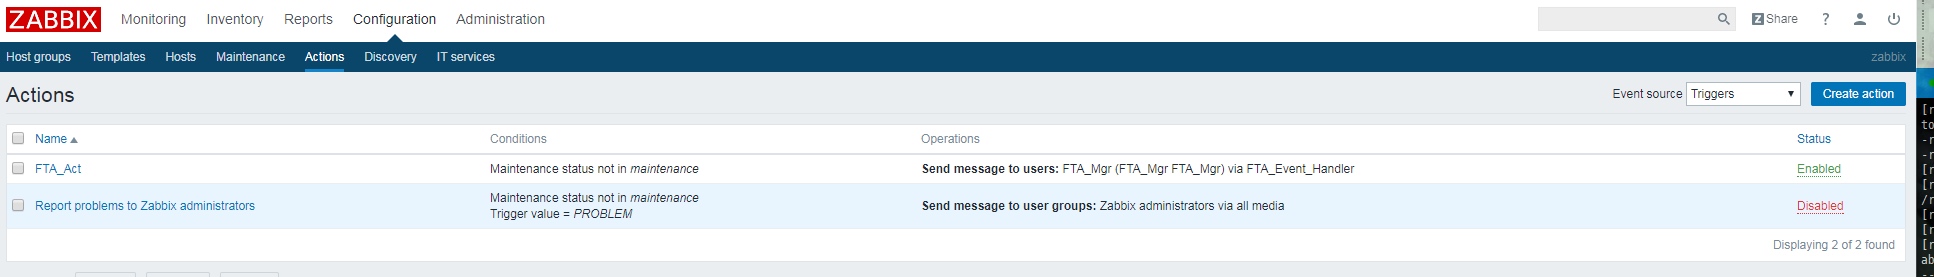 ZABBIX Monitoring Inventory Reports Configuration Administration Share ?
Host groups Templates Hosts Maintenance Actions Discovery IT services zabbix
Actions Event source Triggers Create action
Name Conditions Operations Status
FTA_Act Maintenance status not in maintenance Send message to users: FTA_Mgr (FTA_Mgr FTA_Mgr) via FTA_Event_Handler Enabled
Report problems to Zabbix administrators Maintenance status not in maintenance Send message to user groups: Zabbix administrators via all media Disabled
Trigger value = PROBLEM
Displaying 2 of 2 found
[r
to
-r
-r
[r
[r
/r
[r
[r
[r
ab